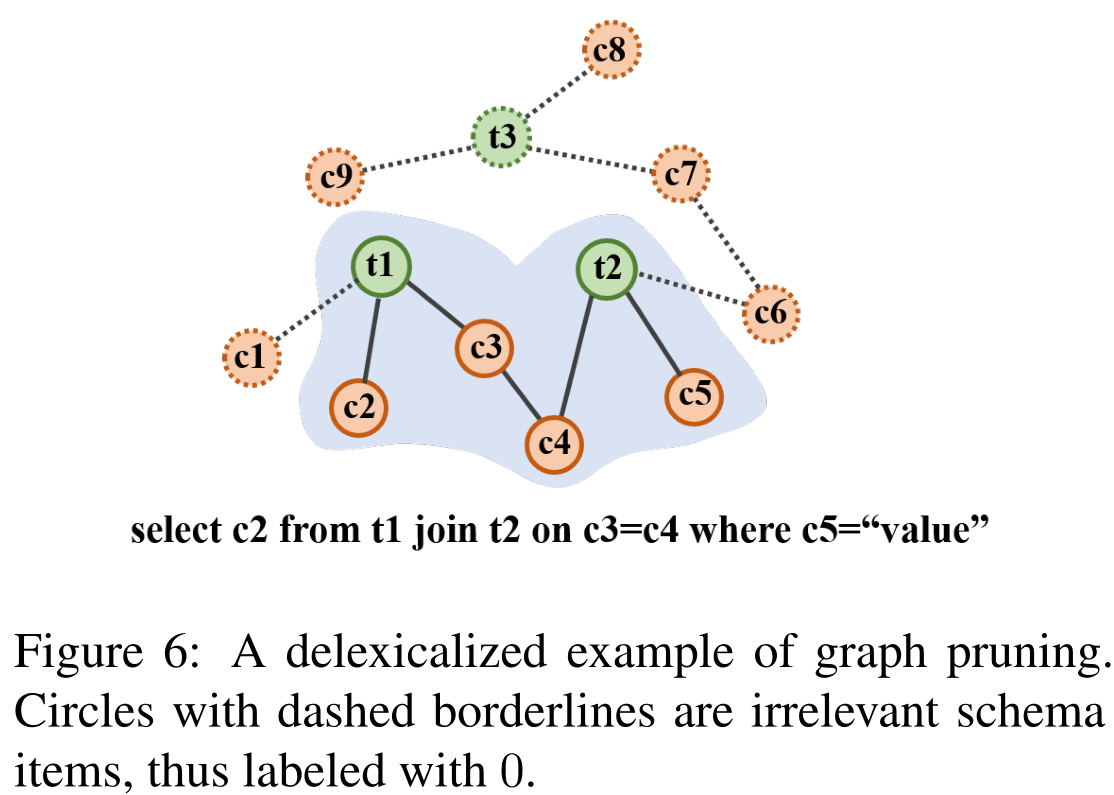 c8
t3
c9
c7
t1
t2
c6
c1
c3
c2
c5
c4
select c2 from t1 join t2 on c3=c4 where c5=“value”
Figure 6: A delexicalized example of graph pruning.
Circles with dashed borderlines are irrelevant schema
items, thus labeled with 0.